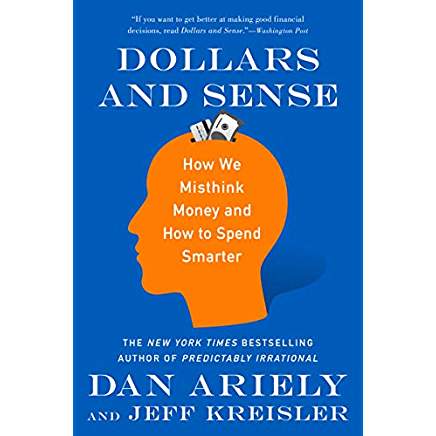 "If you want to get better at making good financial
decisions, read Dollars and Sense."—Washington Post
DOLLARS
AND SENSE
How We
Misthink
Money and
How to Spend
Smarter
THE NEW YORK TIMES BESTSELLING
AUTHOR OF PREDICTABLY IRRATIONAL
DAN ARIELY
AND JEFF KREISLER